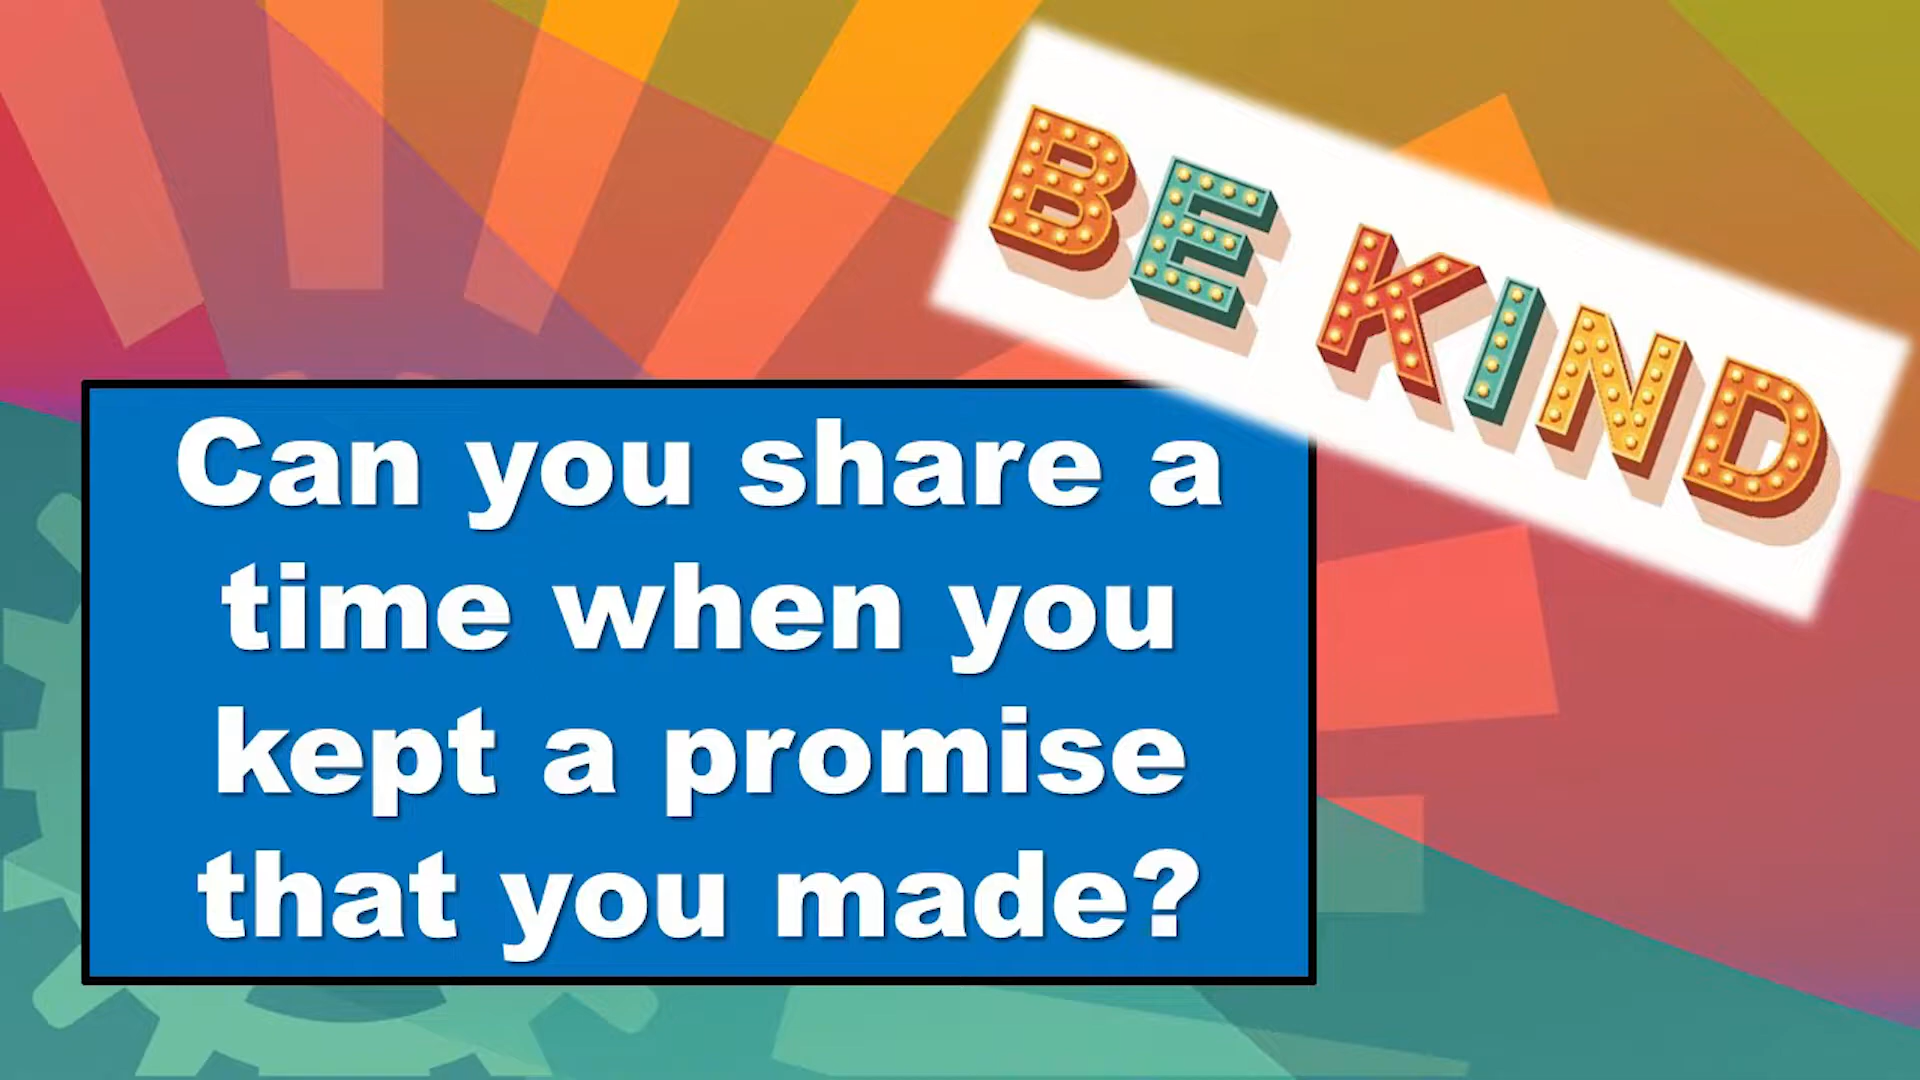 BE KIND
Can you share a
time when you
kept a promise
that you made?